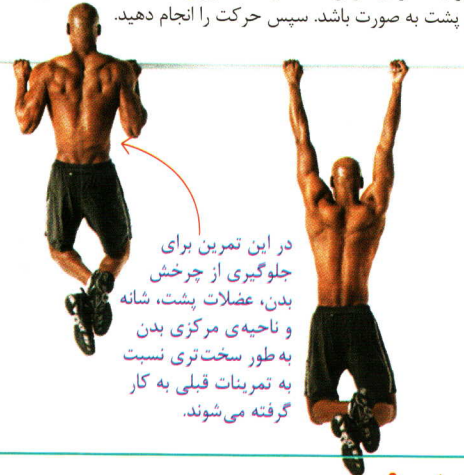 پشت به صورت باشد. سپس حرکت را انجام دهید.
در این تمرین برای
جلوگیری از چرخش
بدن، عضلات پشت، شانه
و ناحیه‌ی مرکزی بدن
به‌طور سخت‌تری نسبت
به تمرینات قبلی به کار
گرفته می‌شوند.